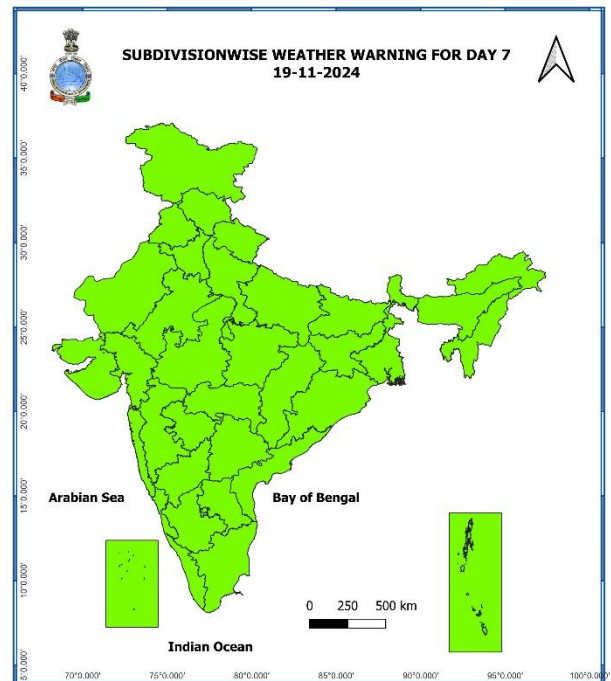 SUBDIVISIONWISE WEATHER WARNING FOR DAY 7
19-11-2024
40°0.000'
35°0.000'
30°0.000'
25°0.000'
20°0.000'
15°0.000'
10°0.000'
5°0.000'
Arabian Sea
Bay of Bengal
0 250 500 km
Indian Ocean
70°0.000' 75°0.000' 80°0.000' 85°0.000' 90°0.000' 95°0.000' 100°0.000'